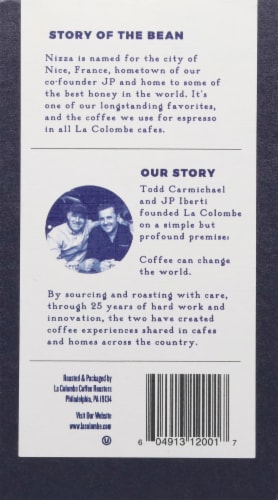 STORY OF THE BEAN
Nizza is named for the city of
Nice, France, hometown of our
co-founder JP and home to some of
the best honey in the world. It's
one of our longstanding favorites,
and the coffee we use for espresso
in all La Colombe cafes.
OUR STORY
Todd Carmichael
and JP Iberti
founded La Colombe
on a simple but
profound premise:
Coffee can change
the world.
By sourcing and roasting with care,
through 25 years of hard work and
innovation, the two have created
coffee experiences shared in cafes
and homes across the country.
Roasted & Packaged by
La Colombe Coffee Roasters
Philadelphia, PA 19134
Visit Our Website
www.lacolombe.com
U
6 04913 12001 7